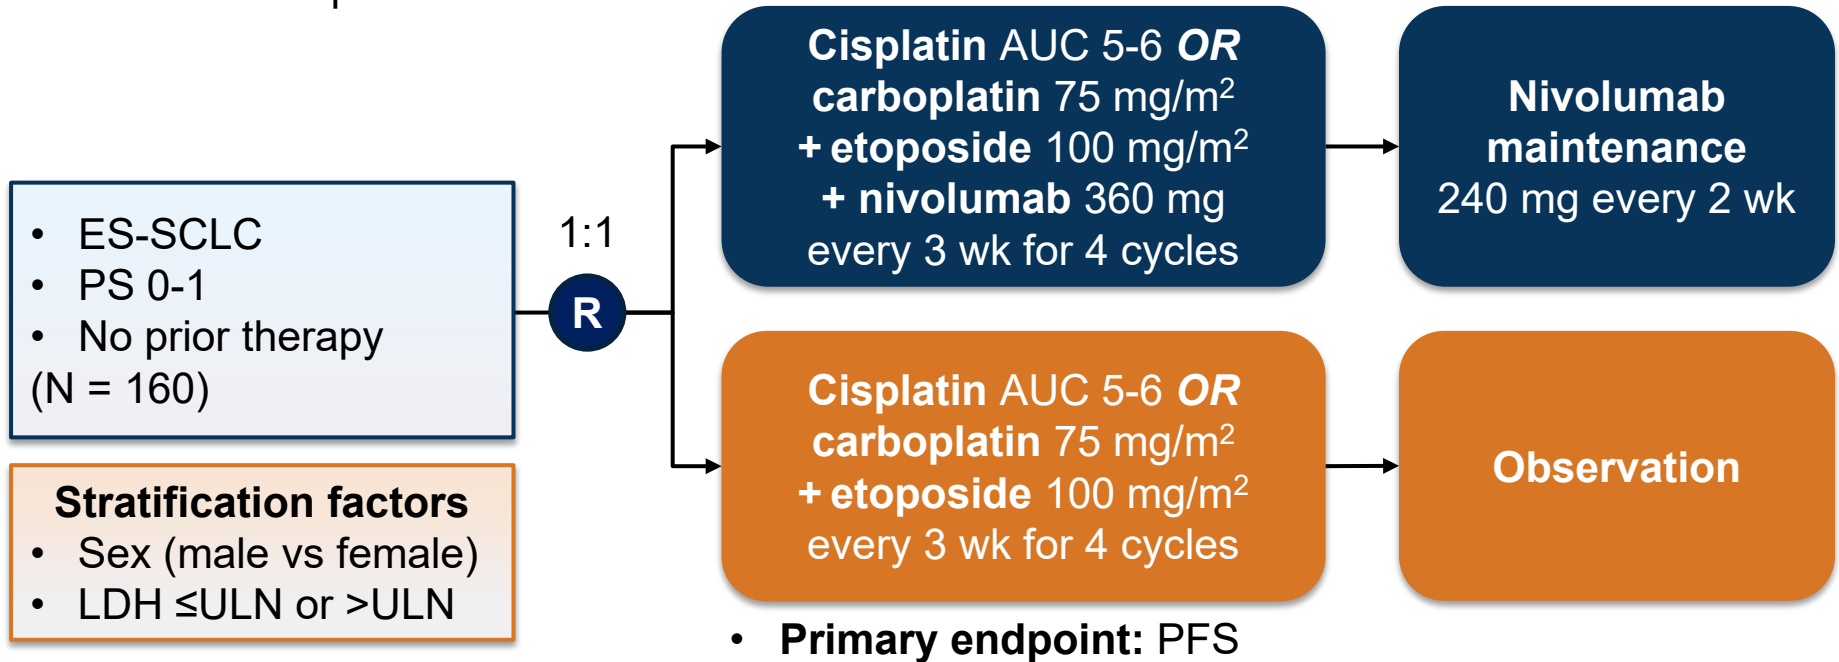 • ES-SCLC
• PS 0-1
• No prior therapy
(N = 160)
Stratification factors
• Sex (male vs female)
• LDH ≤ULN or >ULN
1:1
R
Cisplatin AUC 5-6 OR
carboplatin 75 mg/m²
+ etoposide 100 mg/m²
+ nivolumab 360 mg
every 3 wk for 4 cycles
Nivolumab
maintenance
240 mg every 2 wk
Cisplatin AUC 5-6 OR
carboplatin 75 mg/m²
+ etoposide 100 mg/m²
every 3 wk for 4 cycles
Observation
• Primary endpoint: PFS